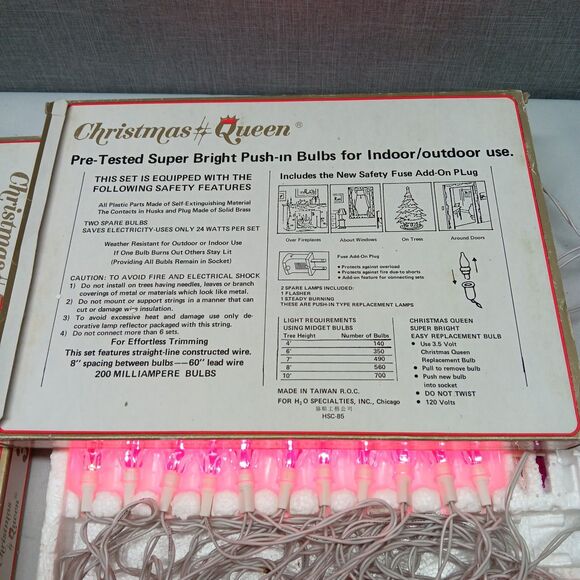 Christmas Queen®
Pre-Tested Super Bright Push-in Bulbs for Indoor/outdoor use.
THIS SET IS EQUIPPED WITH THE
FOLLOWING SAFETY FEATURES
All Plastic Parts Made of Self-Extinguishing Material
The Contacts in Husks and Plug Made of Solid Brass
TWO SPARE BULBS
SAVES ELECTRICITY-USES ONLY 24 WATTS PER SET
Weather Resistant for Outdoor or Indoor Use
If One Bulb Burns Out Others Stay Lit
(Providing All Bubls Remain in Socket)
CAUTION: TO AVOID FIRE AND ELECTRICAL SHOCK
1) Do not install on trees having needles, leaves or branch
coverings of metal or materials which look like metal.
2) Do not mount or support strings in a manner that can
cut or damage wire insulation.
3) To avoid excessive heat and damage use only de-
corative lamp reflector packaged with this string.
4) Do not connect more than 6 sets.
For Effortless Trimming
This set features straight-line constructed wire.
8" spacing between bulbs—60" lead wire
200 MILLIAMPERE BULBS
Includes the New Safety Fuse Add-On PLug
Over Fireplaces
About Windows
On Trees
Around Doors
Fuse Add-On Plug
• Protects against overload
• Protects against fire due to shorts
• Add-on feature for connecting sets
2 SPARE LAMPS INCLUDED:
1 FLASHER
1 STEADY BURNING
THESE ARE PUSH-IN TYPE REPLACEMENT LAMPS
LIGHT REQUIREMENTS
USING MIDGET BULBS
Tree Height Number of Bulbs
4' 140
6' 350
7' 490
8' 560
10' 700
CHRISTMAS QUEEN
SUPER BRIGHT
EASY REPLACEMENT BULB
• Use 3.5 Volt
Christmas Queen
Replacement Bulb
• Pull to remove bulb
• Push new bulb
into socket
• DO NOT TWIST
• 120 Volts
MADE IN TAIWAN R.O.C.
FOR H2O SPECIALTIES, INC., Chicago
HSC-85
Christmas